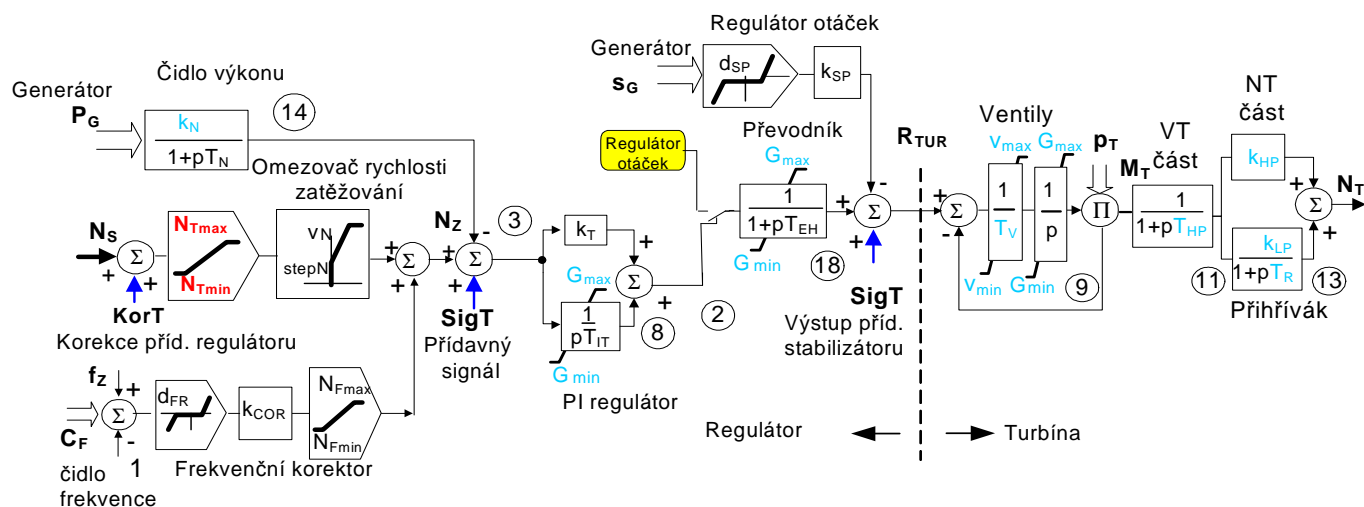 Regulátor otáček
Generátor
s_G
d_SP
k_SP
Čidlo výkonu
Generátor
P_G
k_N
1+pT_N
14
Omezovač rychlosti
zatěžování
N_S
Σ
+
+
KorT
Korekce příd. regulátoru
N_Tmax
N_Tmin
v_N
stepN
+
Σ
+
N_Z
-
+
Σ
+
3
SigT
Přídavný
signál
k_T
G_max
1
pT_IT
G_min
+
Σ
+
8
PI regulátor
2
Regulátor
otáček
Převodník
G_max
1
1+pT_EH
G_min
18
-
+
Σ
+
SigT
Výstup příd.
stabilizátoru
R_TUR
+
Σ
-
Ventily
v_max
G_max
1
T_V
1
p
v_min
G_min
9
p_T
Π
M_T
VT
část
1
1+pT_HP
11
NT
část
k_HP
k_LP
1+pT_R
13
+
Σ
+
N_T
Přihřívák
f_Z
+
Σ
-
1
C_F
čidlo
frekvence
d_FR
k_COR
N_Fmax
N_Fmin
Frekvenční korektor
Regulátor
Turbína